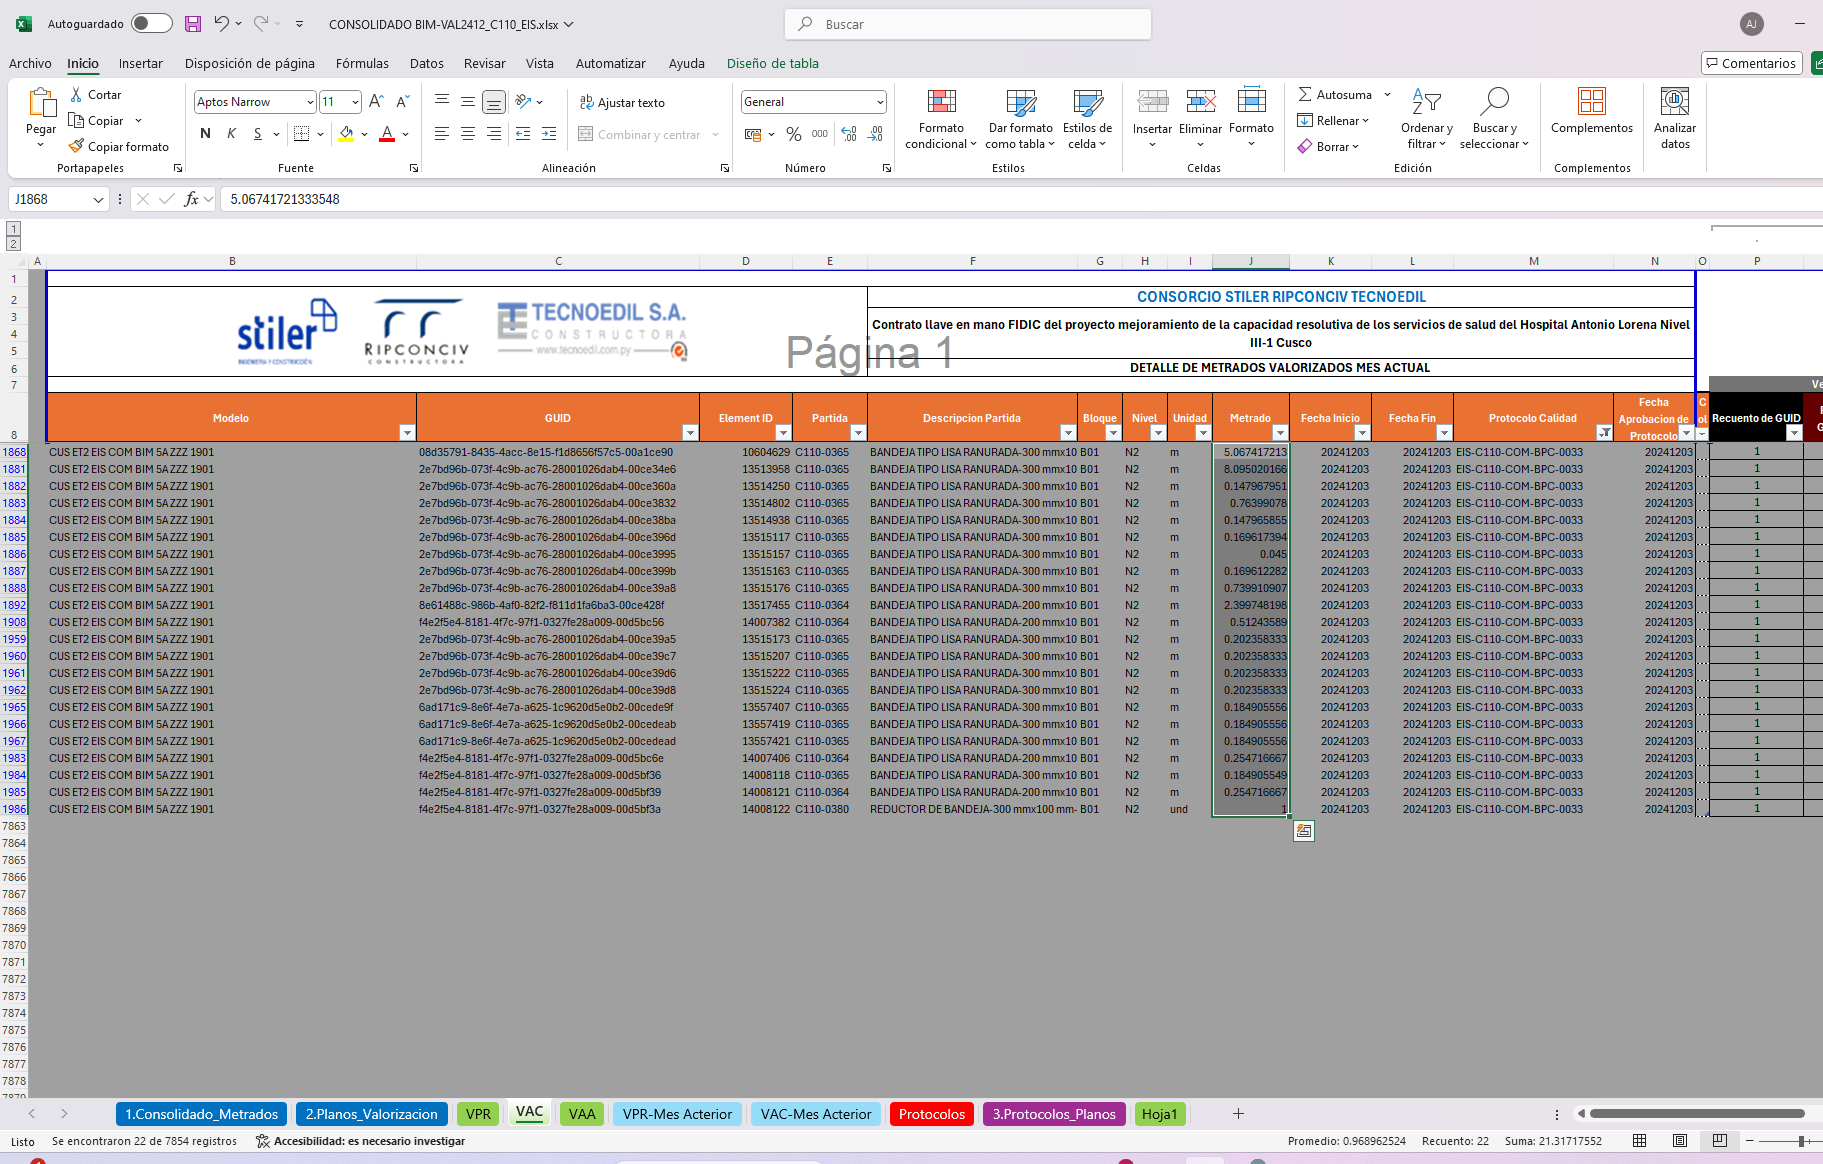 Autoguardado CONSOLIDADO BIM-VAL2412_C110_EIS.xlsx Buscar AJ
Archivo Inicio Insertar Disposición de página Fórmulas Datos Revisar Vista Automatizar Ayuda Diseño de tabla Comentarios
Pegar Cortar Copiar Copiar formato Portapapeles
Aptos Narrow 11 N K S Fuente
Ajustar texto Combinar y centrar Alineación
General % 000 Número
Formato condicional Dar formato como tabla Estilos de celda Estilos
Insertar Eliminar Formato Celdas
Autosuma Rellenar Borrar Ordenar y filtrar Buscar y seleccionar Edición
Complementos Complementos
Analizar datos
J1868 fx 5.06741721333548
1
2
A B C D E F G H I J K L M N O P
1
2 CONSORCIO STILER RIPCONCIV TECNOEDIL
3
4 Contrato llave en mano FIDIC del proyecto mejoramiento de la capacidad resolutiva de los servicios de salud del Hospital Antonio Lorena Nivel
5 III-1 Cusco
6 DETALLE DE METRADOS VALORIZADOS MES ACTUAL
7
stiler INGENIERIA Y CONSTRUCCIÓN
RIPCONCIV CONSTRUCTORA
TECNOEDIL S.A. CONSTRUCTORA www.tecnoedil.com.py
Página 1
Ve
8 Modelo GUID Element ID Partida Descripcion Partida Bloque Nivel Unidad Metrado Fecha Inicio Fecha Fin Protocolo Calidad Fecha Aprobacion de Protocolo C ol Recuento de GUID
1868 CUS ET2 EIS COM BIM 5A ZZZ 1901 08d35791-8435-4acc-8e15-f1d8656f57c5-00a1ce90 10604629 C110-0365 BANDEJA TIPO LISA RANURADA-300 mmx10 B01 N2 m 5.067417213 20241203 20241203 EIS-C110-COM-BPC-0033 20241203 1
1881 CUS ET2 EIS COM BIM 5A ZZZ 1901 2e7bd96b-073f-4c9b-ac76-28001026dab4-00ce34e6 13513958 C110-0365 BANDEJA TIPO LISA RANURADA-300 mmx10 B01 N2 m 8.095020166 20241203 20241203 EIS-C110-COM-BPC-0033 20241203 1
1882 CUS ET2 EIS COM BIM 5A ZZZ 1901 2e7bd96b-073f-4c9b-ac76-28001026dab4-00ce360a 13514250 C110-0365 BANDEJA TIPO LISA RANURADA-300 mmx10 B01 N2 m 0.147967951 20241203 20241203 EIS-C110-COM-BPC-0033 20241203 1
1883 CUS ET2 EIS COM BIM 5A ZZZ 1901 2e7bd96b-073f-4c9b-ac76-28001026dab4-00ce3832 13514802 C110-0365 BANDEJA TIPO LISA RANURADA-300 mmx10 B01 N2 m 0.76399078 20241203 20241203 EIS-C110-COM-BPC-0033 20241203 1
1884 CUS ET2 EIS COM BIM 5A ZZZ 1901 2e7bd96b-073f-4c9b-ac76-28001026dab4-00ce38ba 13514938 C110-0365 BANDEJA TIPO LISA RANURADA-300 mmx10 B01 N2 m 0.147965855 20241203 20241203 EIS-C110-COM-BPC-0033 20241203 1
1885 CUS ET2 EIS COM BIM 5A ZZZ 1901 2e7bd96b-073f-4c9b-ac76-28001026dab4-00ce396d 13515117 C110-0365 BANDEJA TIPO LISA RANURADA-300 mmx10 B01 N2 m 0.169617394 20241203 20241203 EIS-C110-COM-BPC-0033 20241203 1
1886 CUS ET2 EIS COM BIM 5A ZZZ 1901 2e7bd96b-073f-4c9b-ac76-28001026dab4-00ce3995 13515157 C110-0365 BANDEJA TIPO LISA RANURADA-300 mmx10 B01 N2 m 0.045 20241203 20241203 EIS-C110-COM-BPC-0033 20241203 1
1887 CUS ET2 EIS COM BIM 5A ZZZ 1901 2e7bd96b-073f-4c9b-ac76-28001026dab4-00ce399b 13515163 C110-0365 BANDEJA TIPO LISA RANURADA-300 mmx10 B01 N2 m 0.169612282 20241203 20241203 EIS-C110-COM-BPC-0033 20241203 1
1888 CUS ET2 EIS COM BIM 5A ZZZ 1901 2e7bd96b-073f-4c9b-ac76-28001026dab4-00ce39a8 13515176 C110-0365 BANDEJA TIPO LISA RANURADA-300 mmx10 B01 N2 m 0.739910907 20241203 20241203 EIS-C110-COM-BPC-0033 20241203 1
1892 CUS ET2 EIS COM BIM 5A ZZZ 1901 8e61488c-986b-4af0-82f2-f811d1fa6ba3-00ce428f 13517455 C110-0364 BANDEJA TIPO LISA RANURADA-200 mmx10 B01 N2 m 2.399748198 20241203 20241203 EIS-C110-COM-BPC-0033 20241203 1
1908 CUS ET2 EIS COM BIM 5A ZZZ 1901 f4e2f5e4-8181-4f7c-97f1-0327fe28a009-00d5bc56 14007382 C110-0364 BANDEJA TIPO LISA RANURADA-200 mmx10 B01 N2 m 0.51243589 20241203 20241203 EIS-C110-COM-BPC-0033 20241203 1
1959 CUS ET2 EIS COM BIM 5A ZZZ 1901 2e7bd96b-073f-4c9b-ac76-28001026dab4-00ce39a5 13515173 C110-0365 BANDEJA TIPO LISA RANURADA-300 mmx10 B01 N2 m 0.202358333 20241203 20241203 EIS-C110-COM-BPC-0033 20241203 1
1960 CUS ET2 EIS COM BIM 5A ZZZ 1901 2e7bd96b-073f-4c9b-ac76-28001026dab4-00ce39c7 13515207 C110-0365 BANDEJA TIPO LISA RANURADA-300 mmx10 B01 N2 m 0.202358333 20241203 20241203 EIS-C110-COM-BPC-0033 20241203 1
1961 CUS ET2 EIS COM BIM 5A ZZZ 1901 2e7bd96b-073f-4c9b-ac76-28001026dab4-00ce39d6 13515222 C110-0365 BANDEJA TIPO LISA RANURADA-300 mmx10 B01 N2 m 0.202358333 20241203 20241203 EIS-C110-COM-BPC-0033 20241203 1
1962 CUS ET2 EIS COM BIM 5A ZZZ 1901 2e7bd96b-073f-4c9b-ac76-28001026dab4-00ce39d8 13515224 C110-0365 BANDEJA TIPO LISA RANURADA-300 mmx10 B01 N2 m 0.202358333 20241203 20241203 EIS-C110-COM-BPC-0033 20241203 1
1965 CUS ET2 EIS COM BIM 5A ZZZ 1901 6ad171c9-8e6f-4e7a-a625-1c9620d5e0b2-00cede9f 13557407 C110-0365 BANDEJA TIPO LISA RANURADA-300 mmx10 B01 N2 m 0.184905556 20241203 20241203 EIS-C110-COM-BPC-0033 20241203 1
1966 CUS ET2 EIS COM BIM 5A ZZZ 1901 6ad171c9-8e6f-4e7a-a625-1c9620d5e0b2-00cedeab 13557419 C110-0365 BANDEJA TIPO LISA RANURADA-300 mmx10 B01 N2 m 0.184905556 20241203 20241203 EIS-C110-COM-BPC-0033 20241203 1
1967 CUS ET2 EIS COM BIM 5A ZZZ 1901 6ad171c9-8e6f-4e7a-a625-1c9620d5e0b2-00cedead 13557421 C110-0365 BANDEJA TIPO LISA RANURADA-300 mmx10 B01 N2 m 0.184905556 20241203 20241203 EIS-C110-COM-BPC-0033 20241203 1
1983 CUS ET2 EIS COM BIM 5A ZZZ 1901 f4e2f5e4-8181-4f7c-97f1-0327fe28a009-00d5bc6e 14007406 C110-0364 BANDEJA TIPO LISA RANURADA-200 mmx10 B01 N2 m 0.254716667 20241203 20241203 EIS-C110-COM-BPC-0033 20241203 1
1984 CUS ET2 EIS COM BIM 5A ZZZ 1901 f4e2f5e4-8181-4f7c-97f1-0327fe28a009-00d5bf36 14008118 C110-0365 BANDEJA TIPO LISA RANURADA-300 mmx10 B01 N2 m 0.184905549 20241203 20241203 EIS-C110-COM-BPC-0033 20241203 1
1985 CUS ET2 EIS COM BIM 5A ZZZ 1901 f4e2f5e4-8181-4f7c-97f1-0327fe28a009-00d5bf39 14008121 C110-0364 BANDEJA TIPO LISA RANURADA-200 mmx10 B01 N2 m 0.254716667 20241203 20241203 EIS-C110-COM-BPC-0033 20241203 1
1986 CUS ET2 EIS COM BIM 5A ZZZ 1901 f4e2f5e4-8181-4f7c-97f1-0327fe28a009-00d5bf3a 14008122 C110-0380 REDUCTOR DE BANDEJA-300 mmx100 mm- B01 N2 und 1 20241203 20241203 EIS-C110-COM-BPC-0033 20241203 1
7863
7864
7865
7866
7867
7868
7869
7870
7871
7872
7873
7874
7875
7876
7877
7878
7879
1.Consolidado_Metrados 2.Planos_Valorizacion VPR VAC VAA VPR-Mes Acterior VAC-Mes Acterior Protocolos 3.Protocolos_Planos Hoja1
Listo Se encontraron 22 de 7854 registros Accesibilidad: es necesario investigar Promedio: 0.968962524 Recuento: 22 Suma: 21.31717552